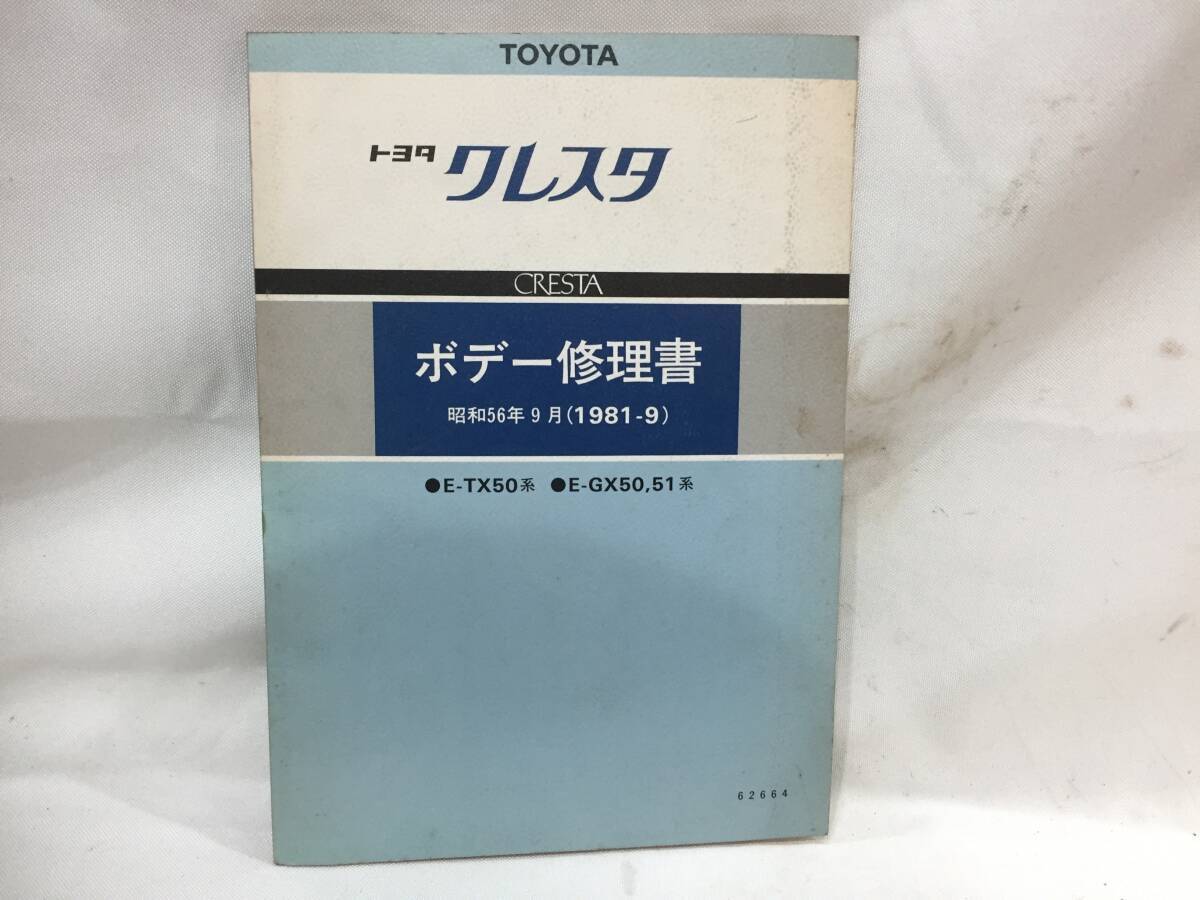 TOYOTA
トヨタ クレスタ
CRESTA
ボデー修理書
昭和56年9月(1981-9)
●E-TX50系 ●E-GX50,51系
62664